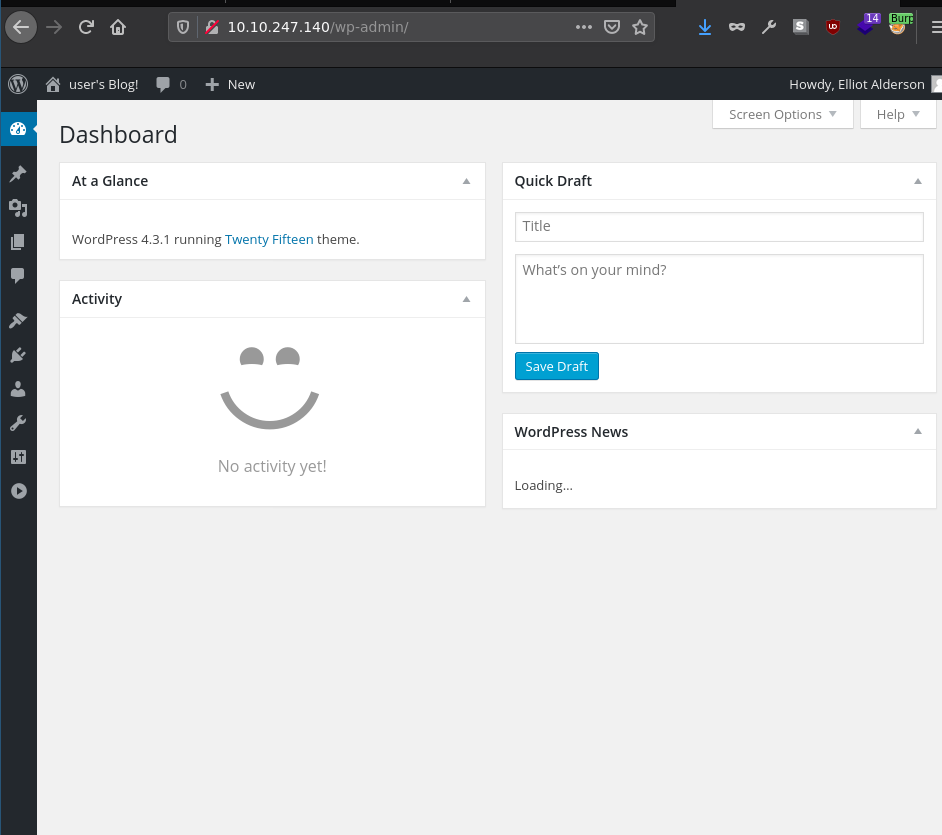 10.10.247.140/wp-admin/
S
UD
14
Burp
user's Blog!
0
New
Howdy, Elliot Alderson
Screen Options
Help
Dashboard
At a Glance
WordPress 4.3.1 running Twenty Fifteen theme.
Activity
No activity yet!
Quick Draft
Title
What's on your mind?
Save Draft
WordPress News
Loading...